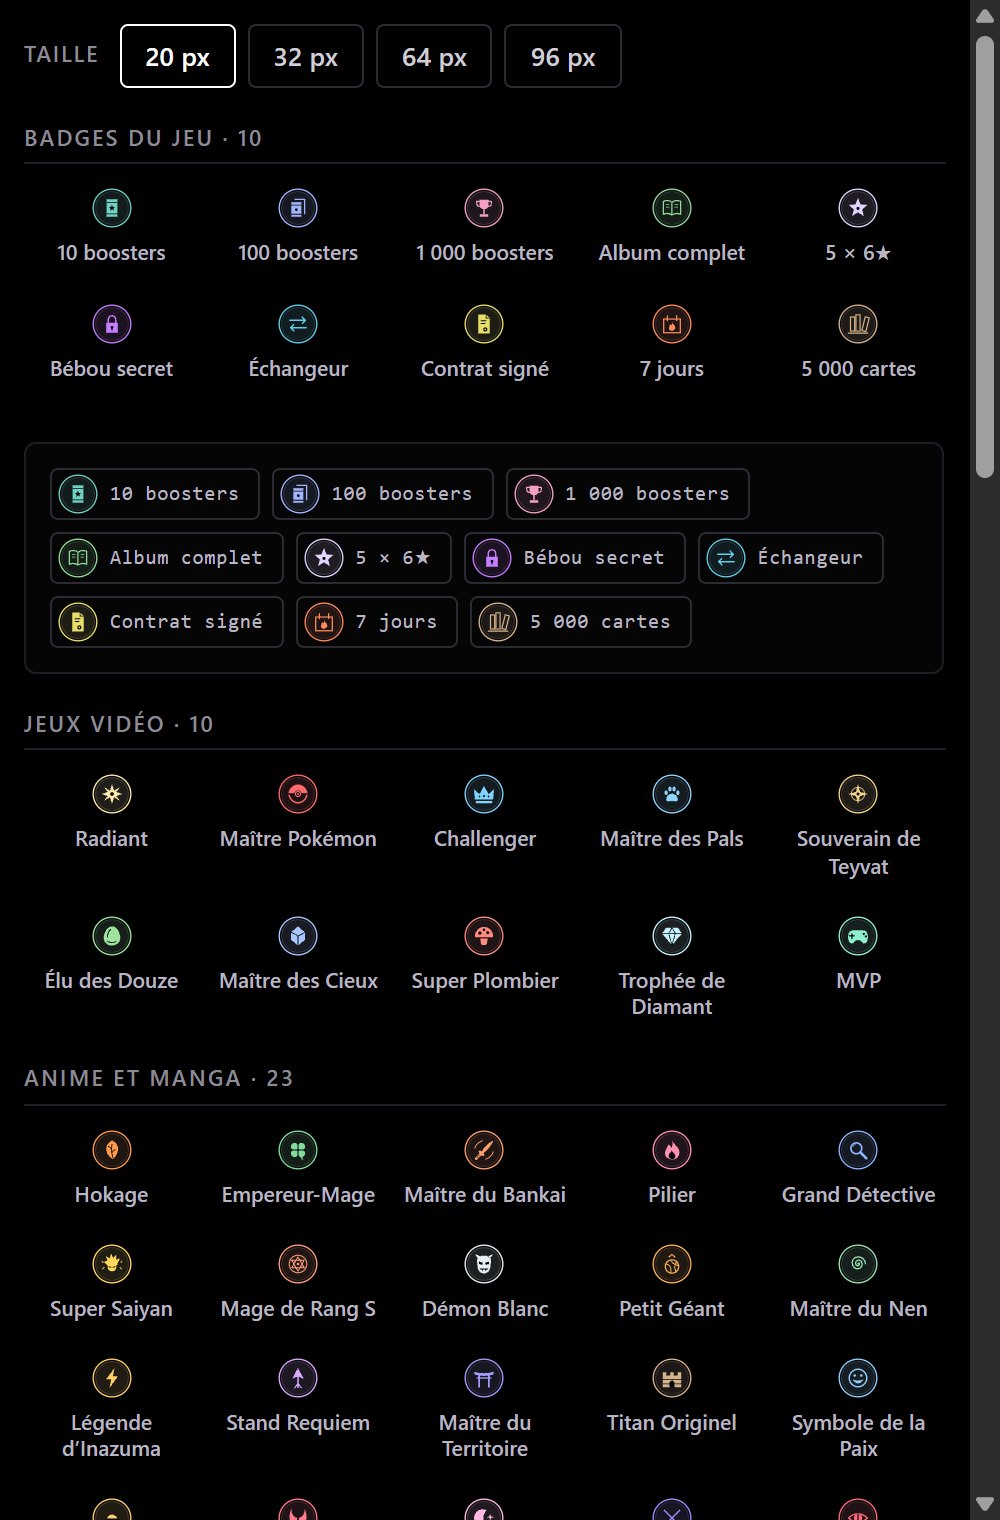 TAILLE 20 px 32 px 64 px 96 px
BADGES DU JEU · 10
10 boosters 100 boosters 1 000 boosters Album complet 5 × 6★
Bébou secret Échangeur Contrat signé 7 jours 5 000 cartes
10 boosters 100 boosters 1 000 boosters
Album complet 5 × 6★ Bébou secret Échangeur
Contrat signé 7 jours 5 000 cartes
JEUX VIDÉO · 10
Radiant Maître Pokémon Challenger Maître des Pals Souverain de
Teyvat
Élu des Douze Maître des Cieux Super Plombier Trophée de MVP
Diamant
ANIME ET MANGA · 23
Hokage Empereur-Mage Maître du Bankai Pilier Grand Détective
Super Saiyan Mage de Rang S Démon Blanc Petit Géant Maître du Nen
Légende Stand Requiem Maître du Titan Originel Symbole de la
d’Inazuma Territoire Paix